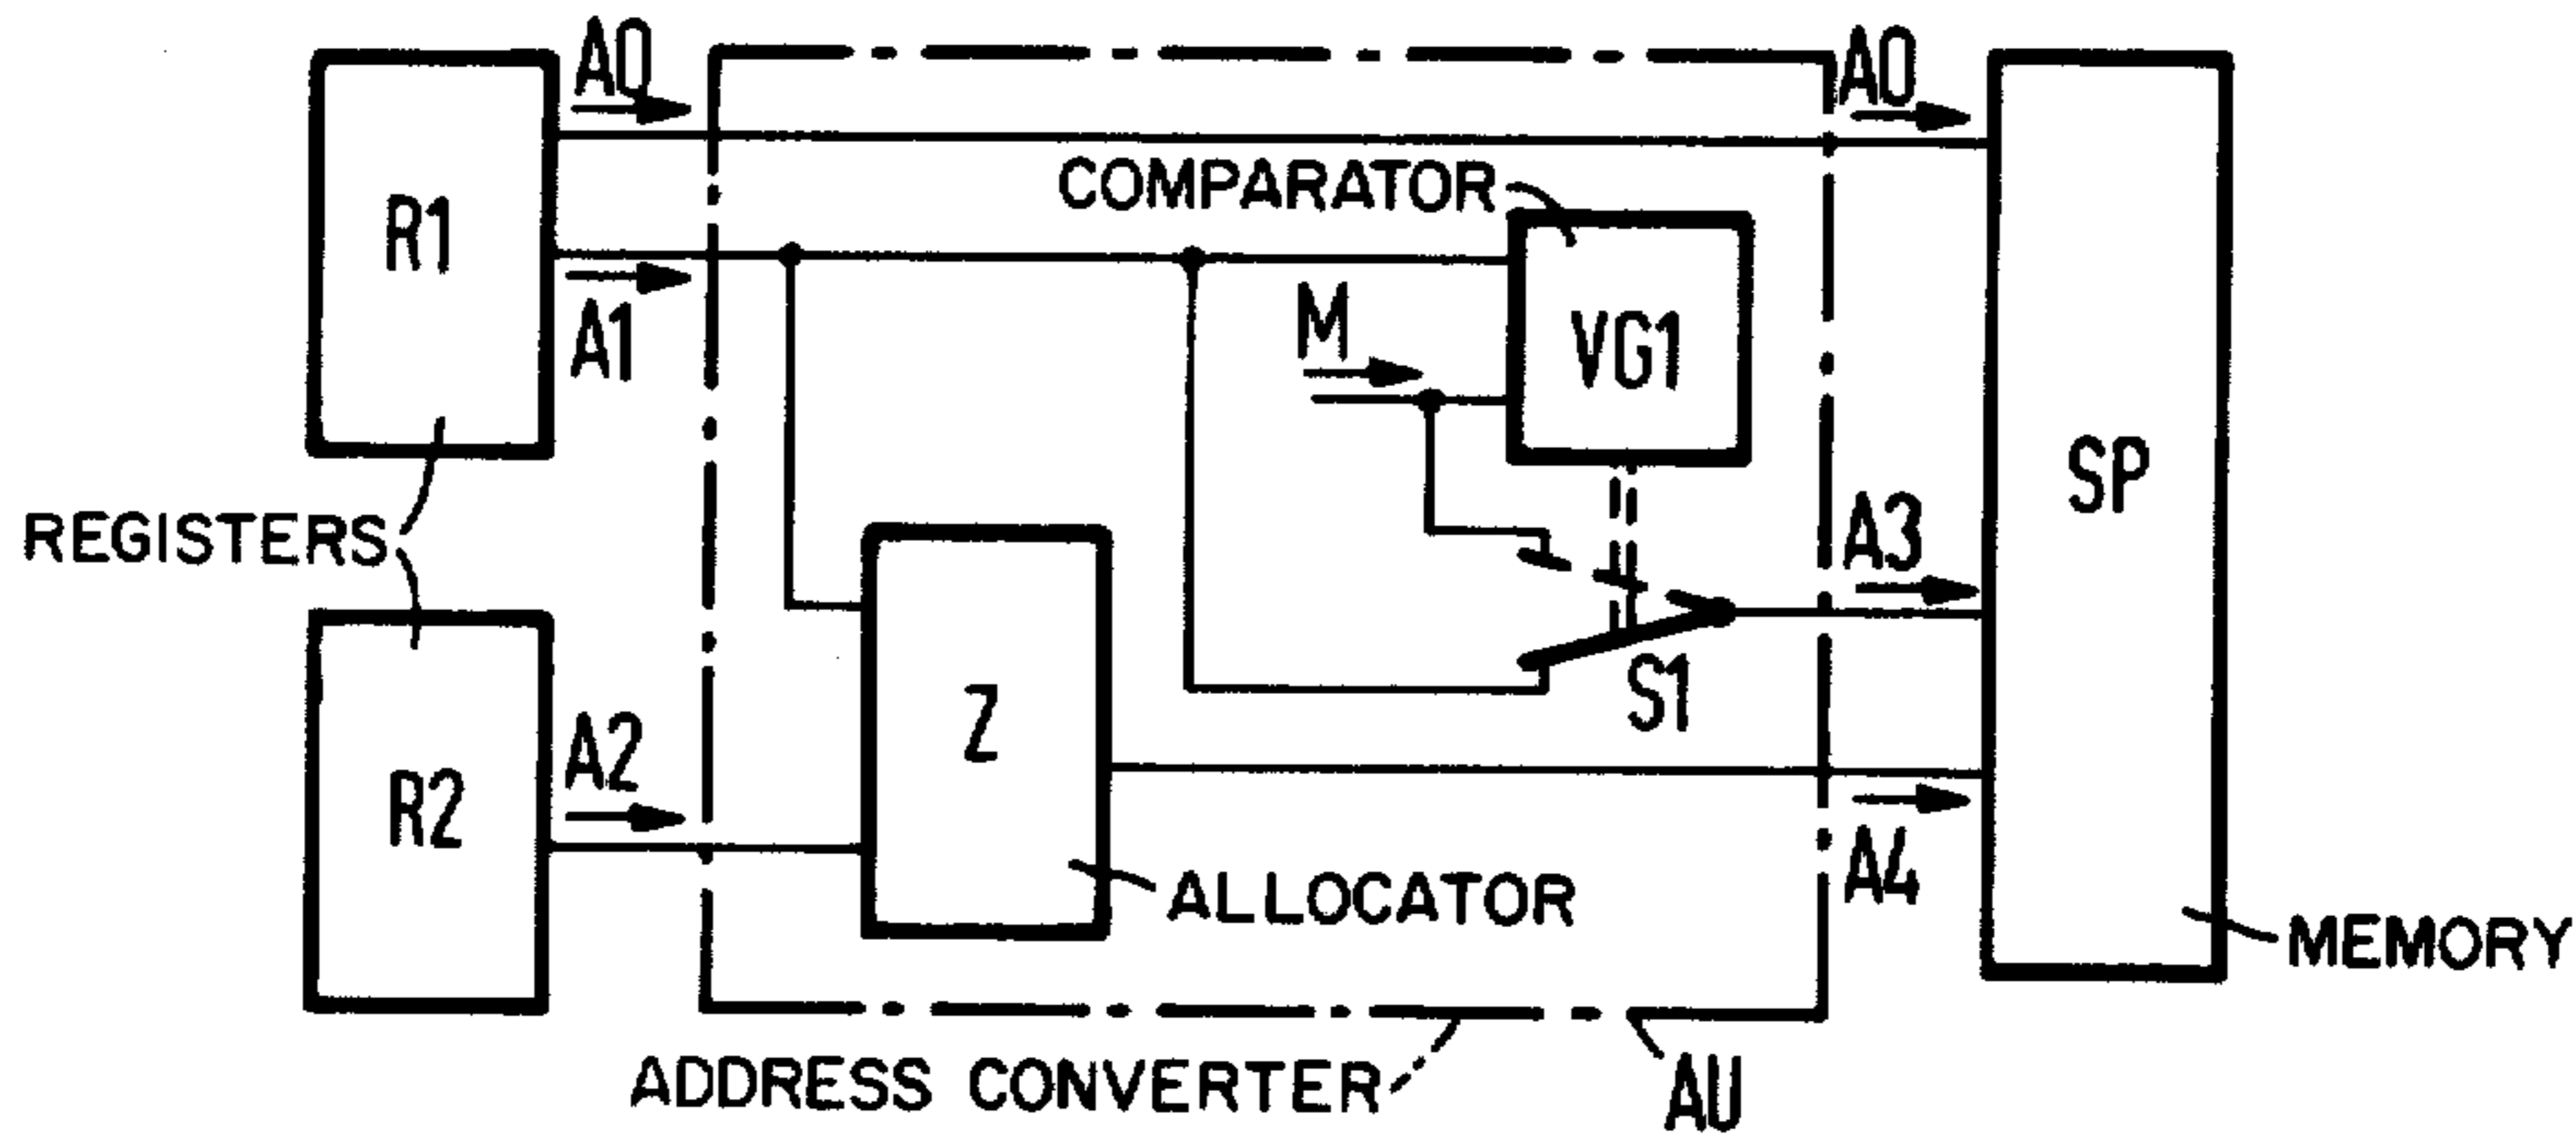 A0
A0
COMPARATOR
R1
A1
M
VG1
SP
REGISTERS
A3
S1
Z
A2
R2
A4
ALLOCATOR
MEMORY
ADDRESS CONVERTER
AU